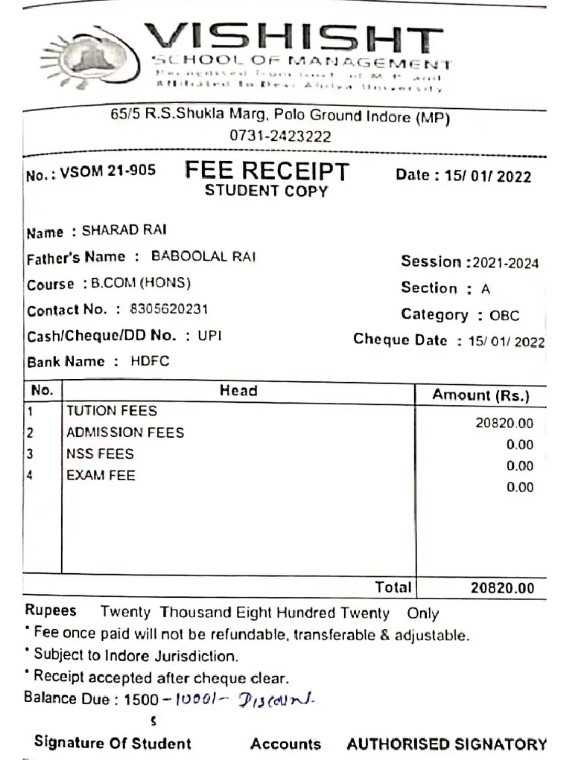 VISHISHT
SCHOOL OF MANAGEMENT
Recognised from Govt. of M.P. and
Affiliated to Devi Ahilya University
65/5 R.S.Shukla Marg, Polo Ground Indore (MP)
0731-2423222
No.: VSOM 21-905 FEE RECEIPT Date : 15/ 01/ 2022
STUDENT COPY
Name : SHARAD RAI
Father's Name : BABOOLAL RAI Session :2021-2024
Course : B.COM (HONS) Section : A
Contact No. : 8305620231 Category : OBC
Cash/Cheque/DD No. : UPI Cheque Date : 15/ 01/ 2022
Bank Name : HDFC
No. Head Amount (Rs.)
1 TUTION FEES 20820.00
2 ADMISSION FEES 0.00
3 NSS FEES 0.00
4 EXAM FEE 0.00
Total 20820.00
Rupees Twenty Thousand Eight Hundred Twenty Only
* Fee once paid will not be refundable, transferable & adjustable.
* Subject to Indore Jurisdiction.
* Receipt accepted after cheque clear.
Balance Due : 1500 - Discount
Signature Of Student Accounts AUTHORISED SIGNATORY